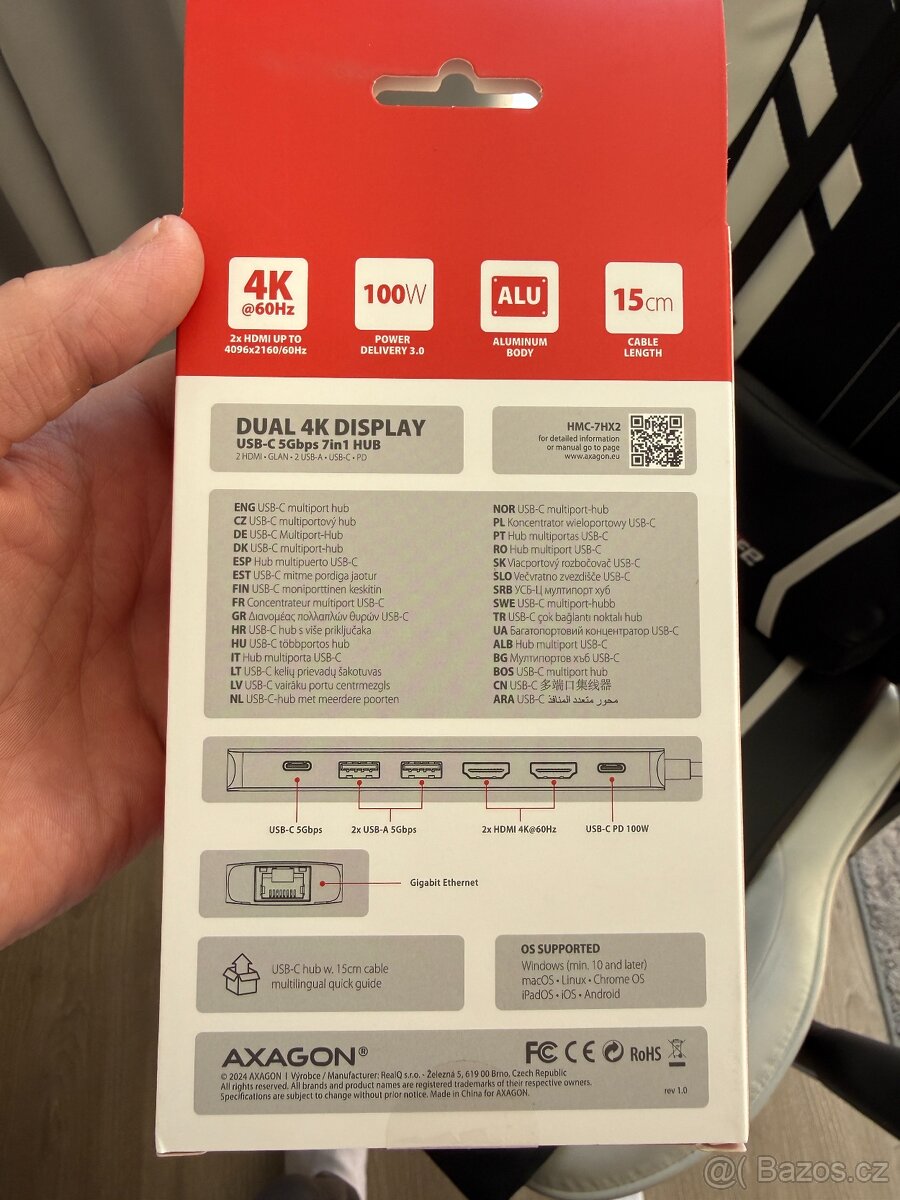 4K
@60Hz
2x HDMI UP TO
4096x2160/60Hz
100W
POWER
DELIVERY 3.0
ALU
ALUMINUM
BODY
15cm
CABLE
LENGTH
DUAL 4K DISPLAY
USB-C 5Gbps 7in1 HUB
2 HDMI • GLAN • 2 USB-A • USB-C • PD
HMC-7HX2
for detailed information
or manual go to page
www.axagon.eu
ENG USB-C multiport hub
CZ USB-C multiportový hub
DE USB-C Multiport-Hub
DK USB-C multiport-hub
ESP Hub multipuerto USB-C
EST USB-C mitme pordiga jaotur
FIN USB-C moniporttinen keskitin
FR Concentrateur multiport USB-C
GR Διανομέας πολλαπλών θυρών USB-C
HR USB-C hub s više priključaka
HU USB-C többportos hub
IT Hub multiporta USB-C
LT USB-C kelių prievadų šakotuvas
LV USB-C vairāku portu centrmezgls
NL USB-C-hub met meerdere poorten
NOR USB-C multiport-hub
PL Koncentrator wieloportowy USB-C
PT Hub multiportas USB-C
RO Hub multiport USB-C
SK Viacportový rozbočovač USB-C
SLO Večvratno zvezdišče USB-C
SRB УСБ-Ц мултипорт хуб
SWE USB-C multiport-hubb
TR USB-C çok bağlantı noktalı hub
UA Багатопортовий концентратор USB-C
ALB Hub multiport USB-C
BG Мултипортов хъб USB-C
BOS USB-C multiport hub
CN USB-C 多端口集线器
ARA USB-C محور متعدد المنافذ
USB-C 5Gbps
2x USB-A 5Gbps
2x HDMI 4K@60Hz
USB-C PD 100W
Gigabit Ethernet
USB-C hub w. 15cm cable
multilingual quick guide
OS SUPPORTED
Windows (min. 10 and later)
macOS • Linux • Chrome OS
iPadOS • iOS • Android
AXAGON®
FC CE RoHS
© 2024 AXAGON | Výrobce / Manufacturer: RealQ s.r.o. - Železná 5, 619 00 Brno, Czech Republic
All rights reserved. All brands and product names are registered trademarks of their respective owners.
Specifications are subject to change without prior notice. Made in China for AXAGON.
rev 1.0
@( Bazos.cz